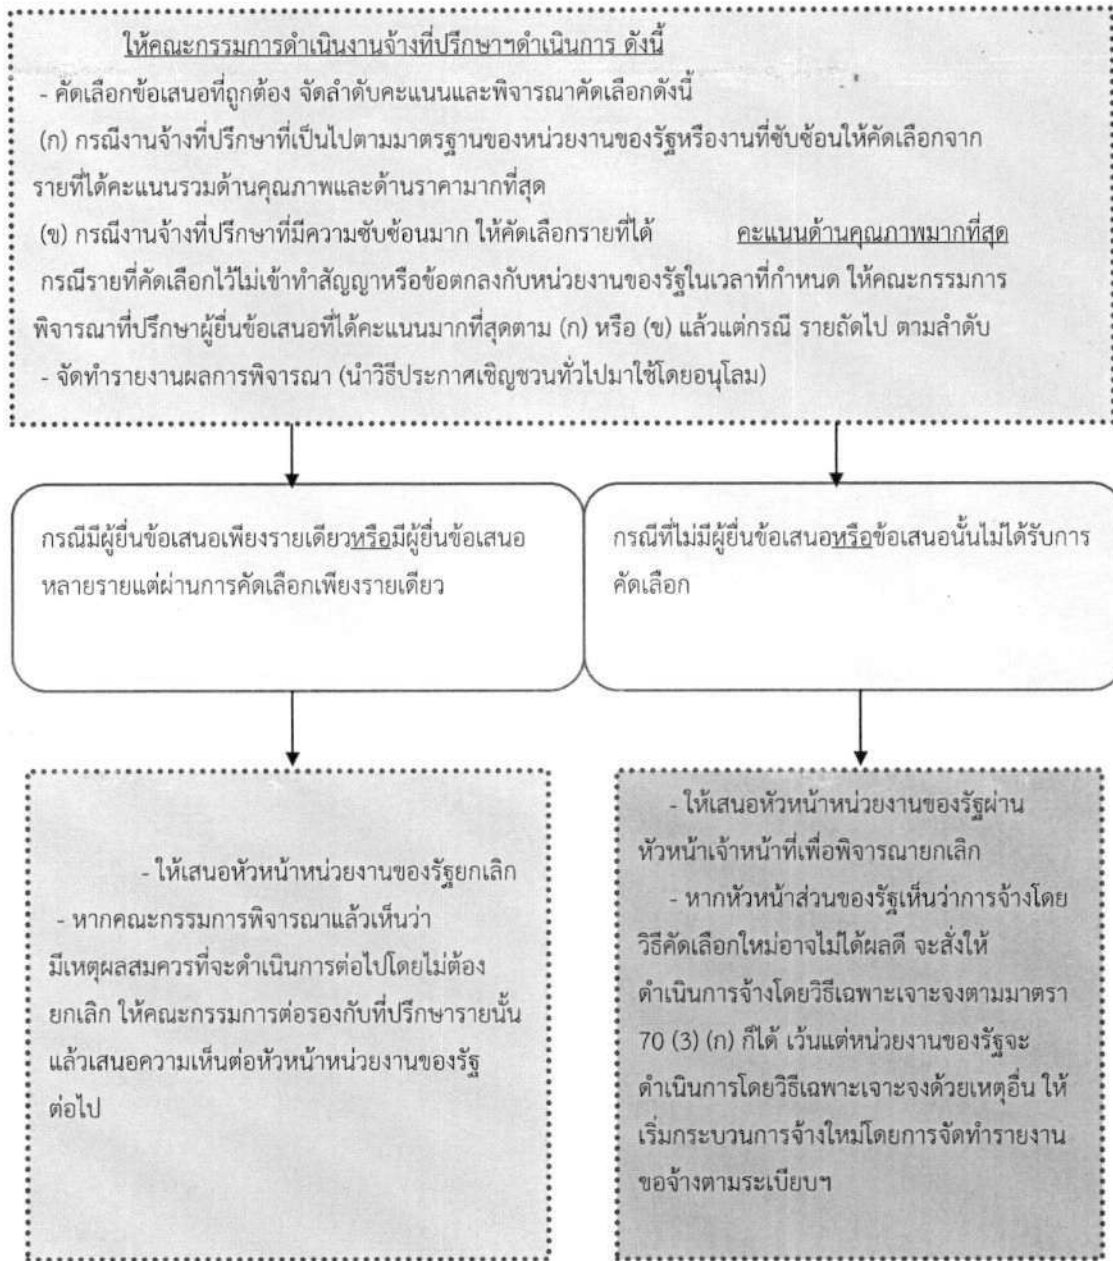 ให้คณะกรรมการดำเนินงานจ้างที่ปรึกษาฯดำเนินการ ดังนี้
- คัดเลือกข้อเสนอที่ถูกต้อง จัดลำดับคะแนนและพิจารณาคัดเลือกดังนี้
(ก) กรณีงานจ้างที่ปรึกษาที่เป็นไปตามมาตรฐานของหน่วยงานของรัฐหรืองานที่ซับซ้อนให้คัดเลือกจาก
รายที่ได้คะแนนรวมด้านคุณภาพและด้านราคามากที่สุด
(ข) กรณีงานจ้างที่ปรึกษาที่มีความซับซ้อนมาก ให้คัดเลือกรายที่ได้ คะแนนด้านคุณภาพมากที่สุด
กรณีรายที่คัดเลือกไว้ไม่เข้าทำสัญญาหรือข้อตกลงกับหน่วยงานของรัฐในเวลาที่กำหนด ให้คณะกรรมการ
พิจารณาที่ปรึกษาผู้ยื่นข้อเสนอที่ได้คะแนนมากที่สุดตาม (ก) หรือ (ข) แล้วแต่กรณี รายถัดไป ตามลำดับ
- จัดทำรายงานผลการพิจารณา (นำวิธีประกาศเชิญชวนทั่วไปมาใช้โดยอนุโลม)
กรณีมีผู้ยื่นข้อเสนอเพียงรายเดียวหรือมีผู้ยื่นข้อเสนอ
หลายรายแต่ผ่านการคัดเลือกเพียงรายเดียว
กรณีที่ไม่มีผู้ยื่นข้อเสนอหรือข้อเสนอนั้นไม่ได้รับการ
คัดเลือก
- ให้เสนอหัวหน้าหน่วยงานของรัฐยกเลิก
- หากคณะกรรมการพิจารณาแล้วเห็นว่า
มีเหตุผลสมควรที่จะดำเนินการต่อไปโดยไม่ต้อง
ยกเลิก ให้คณะกรรมการต่อรองกับที่ปรึกษารายนั้น
แล้วเสนอความเห็นต่อหัวหน้าหน่วยงานของรัฐ
ต่อไป
- ให้เสนอหัวหน้าหน่วยงานของรัฐผ่าน
หัวหน้าเจ้าหน้าที่เพื่อพิจารณายกเลิก
- หากหัวหน้าส่วนของรัฐเห็นว่าการจ้างโดย
วิธีคัดเลือกใหม่อาจไม่ได้ผลดี จะสั่งให้
ดำเนินการจ้างโดยวิธีเฉพาะเจาะจงตามมาตรา
70 (3) (ก) ก็ได้ เว้นแต่หน่วยงานของรัฐจะ
ดำเนินการโดยวิธีเฉพาะเจาะจงด้วยเหตุอื่น ให้
เริ่มกระบวนการจ้างใหม่โดยการจัดทำรายงาน
ขอจ้างตามระเบียบฯ